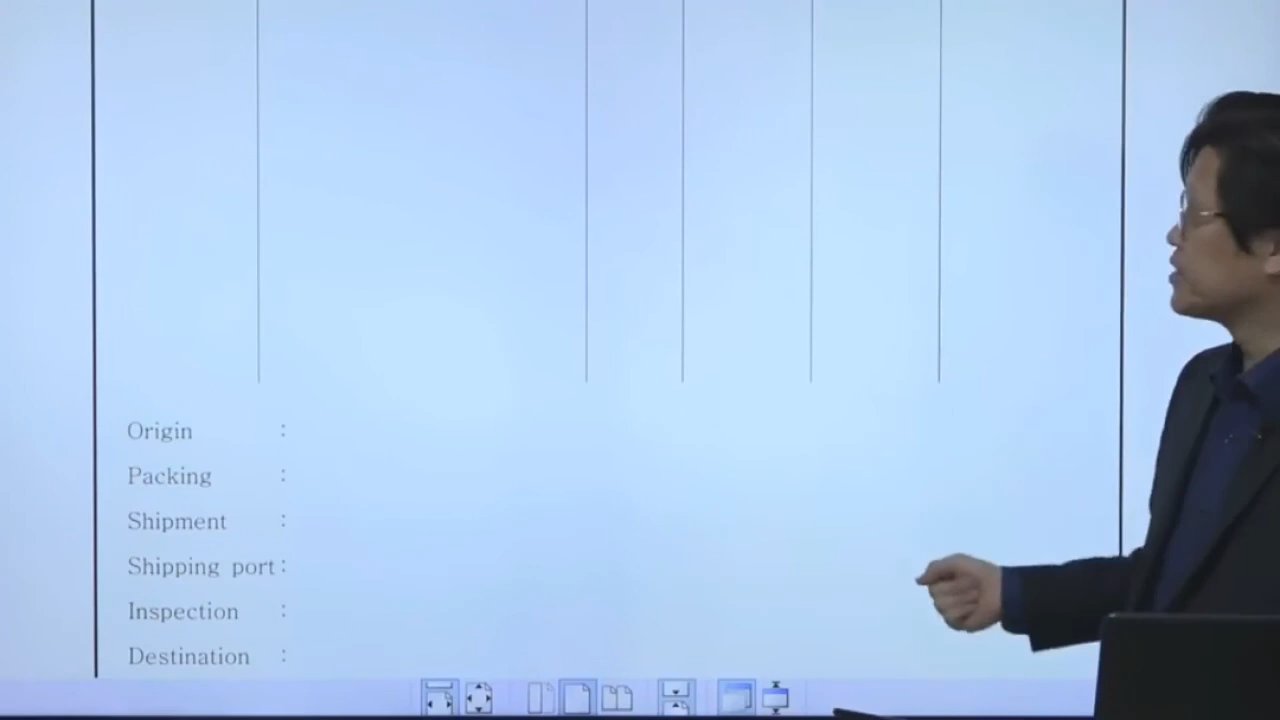 Origin :
Packing :
Shipment :
Shipping port :
Inspection :
Destination :